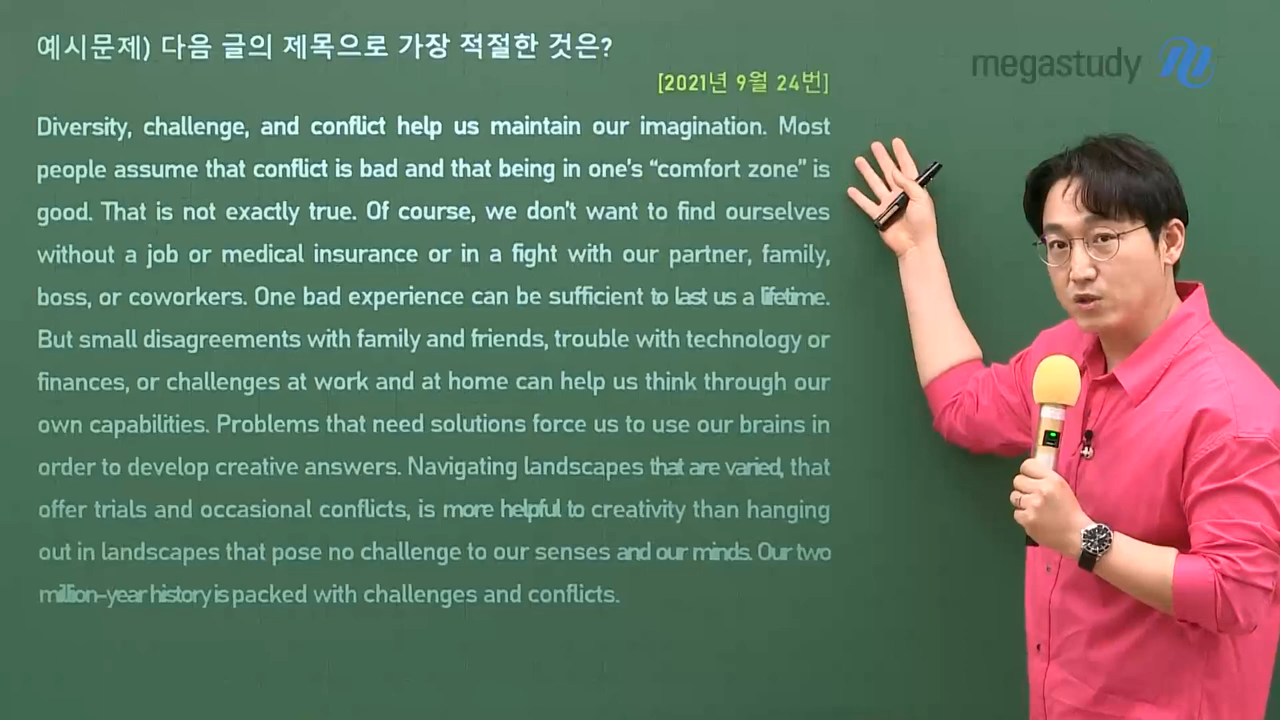 예시문제) 다음 글의 제목으로 가장 적절한 것은?
megastudy
[2021년 9월 24번]
Diversity, challenge, and conflict help us maintain our imagination. Most
people assume that conflict is bad and that being in one's “comfort zone” is
good. That is not exactly true. Of course, we don't want to find ourselves
without a job or medical insurance or in a fight with our partner, family,
boss, or coworkers. One bad experience can be sufficient to last us a lifetime.
But small disagreements with family and friends, trouble with technology or
finances, or challenges at work and at home can help us think through our
own capabilities. Problems that need solutions force us to use our brains in
order to develop creative answers. Navigating landscapes that are varied, that
offer trials and occasional conflicts, is more helpful to creativity than hanging
out in landscapes that pose no challenge to our senses and our minds. Our two
million-year history is packed with challenges and conflicts.